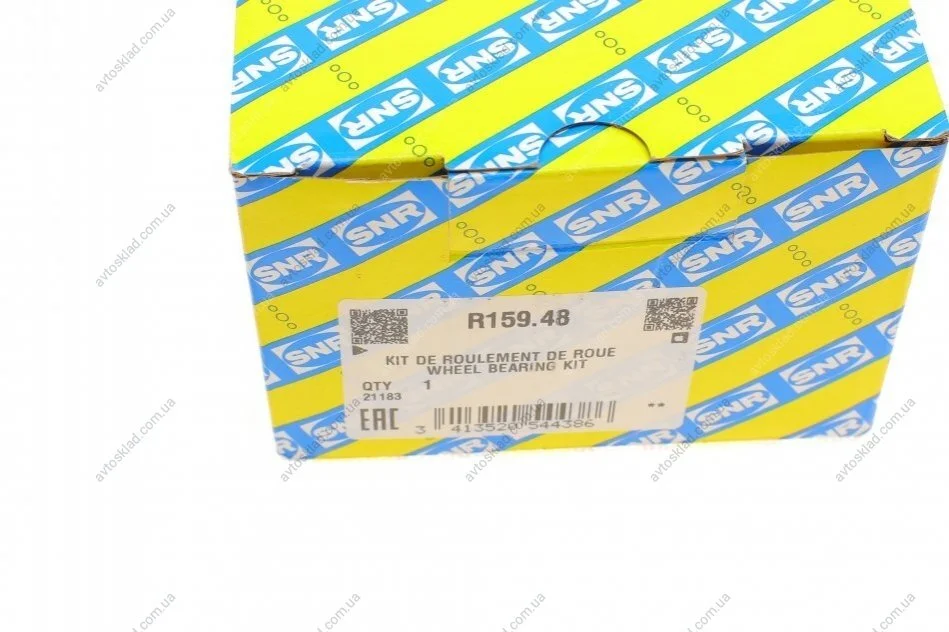 SNR
R159.48
KIT DE ROULEMENT DE ROUE
WHEEL BEARING KIT
QTY 1
21183
EAC
**
3 413520 544386
avtosklad.com.ua